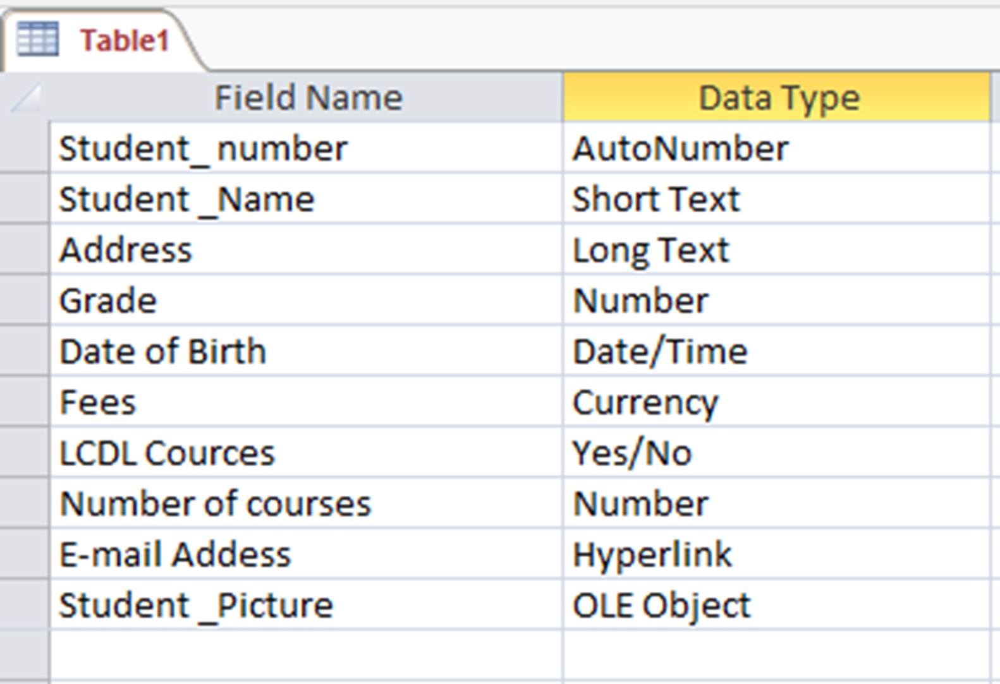 Table1
Field Name Data Type
Student_ number AutoNumber
Student _Name Short Text
Address Long Text
Grade Number
Date of Birth Date/Time
Fees Currency
LCDL Cources Yes/No
Number of courses Number
E-mail Addess Hyperlink
Student _Picture OLE Object